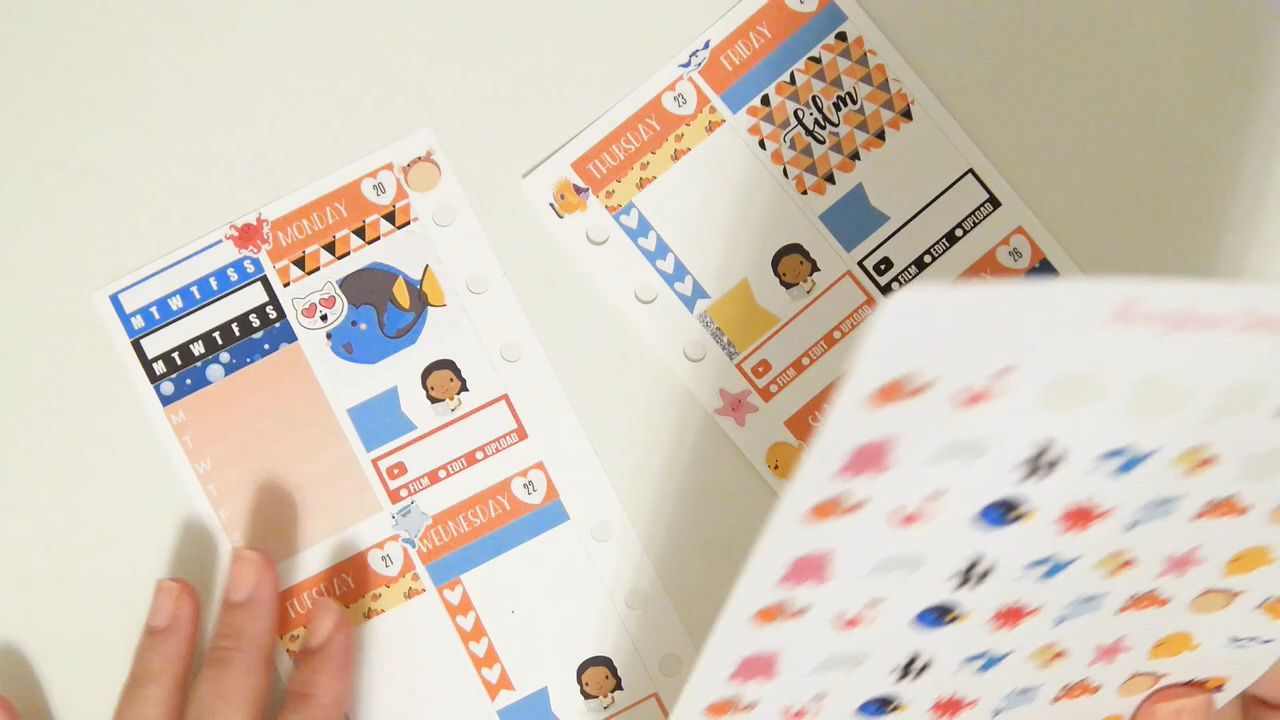 MONDAY 20
M T W T F S S
M T W T F S S
M
T
W
T
F
FILM EDIT UPLOAD
TUESDAY 21
WEDNESDAY 22
THURSDAY 23
FILM EDIT UPLOAD
FRIDAY
film
FILM EDIT UPLOAD
26